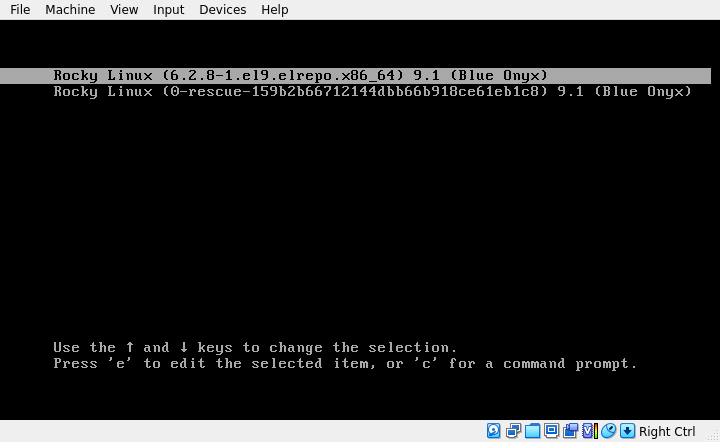 File Machine View Input Devices Help
Rocky Linux (6.2.8-1.el9.elrepo.x86_64) 9.1 (Blue Onyx)
Rocky Linux (0-rescue-159b2b66712144dbb66b918ce61eb1c8) 9.1 (Blue Onyx)
Use the ↑ and ↓ keys to change the selection.
Press 'e' to edit the selected item, or 'c' for a command prompt.
Right Ctrl